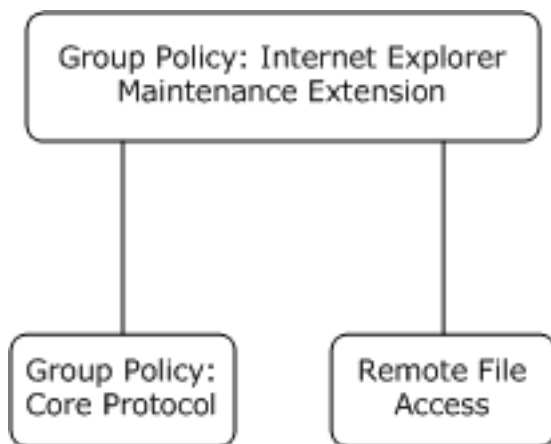 Group Policy: Internet Explorer
Maintenance Extension
Group Policy:
Core Protocol
Remote File
Access